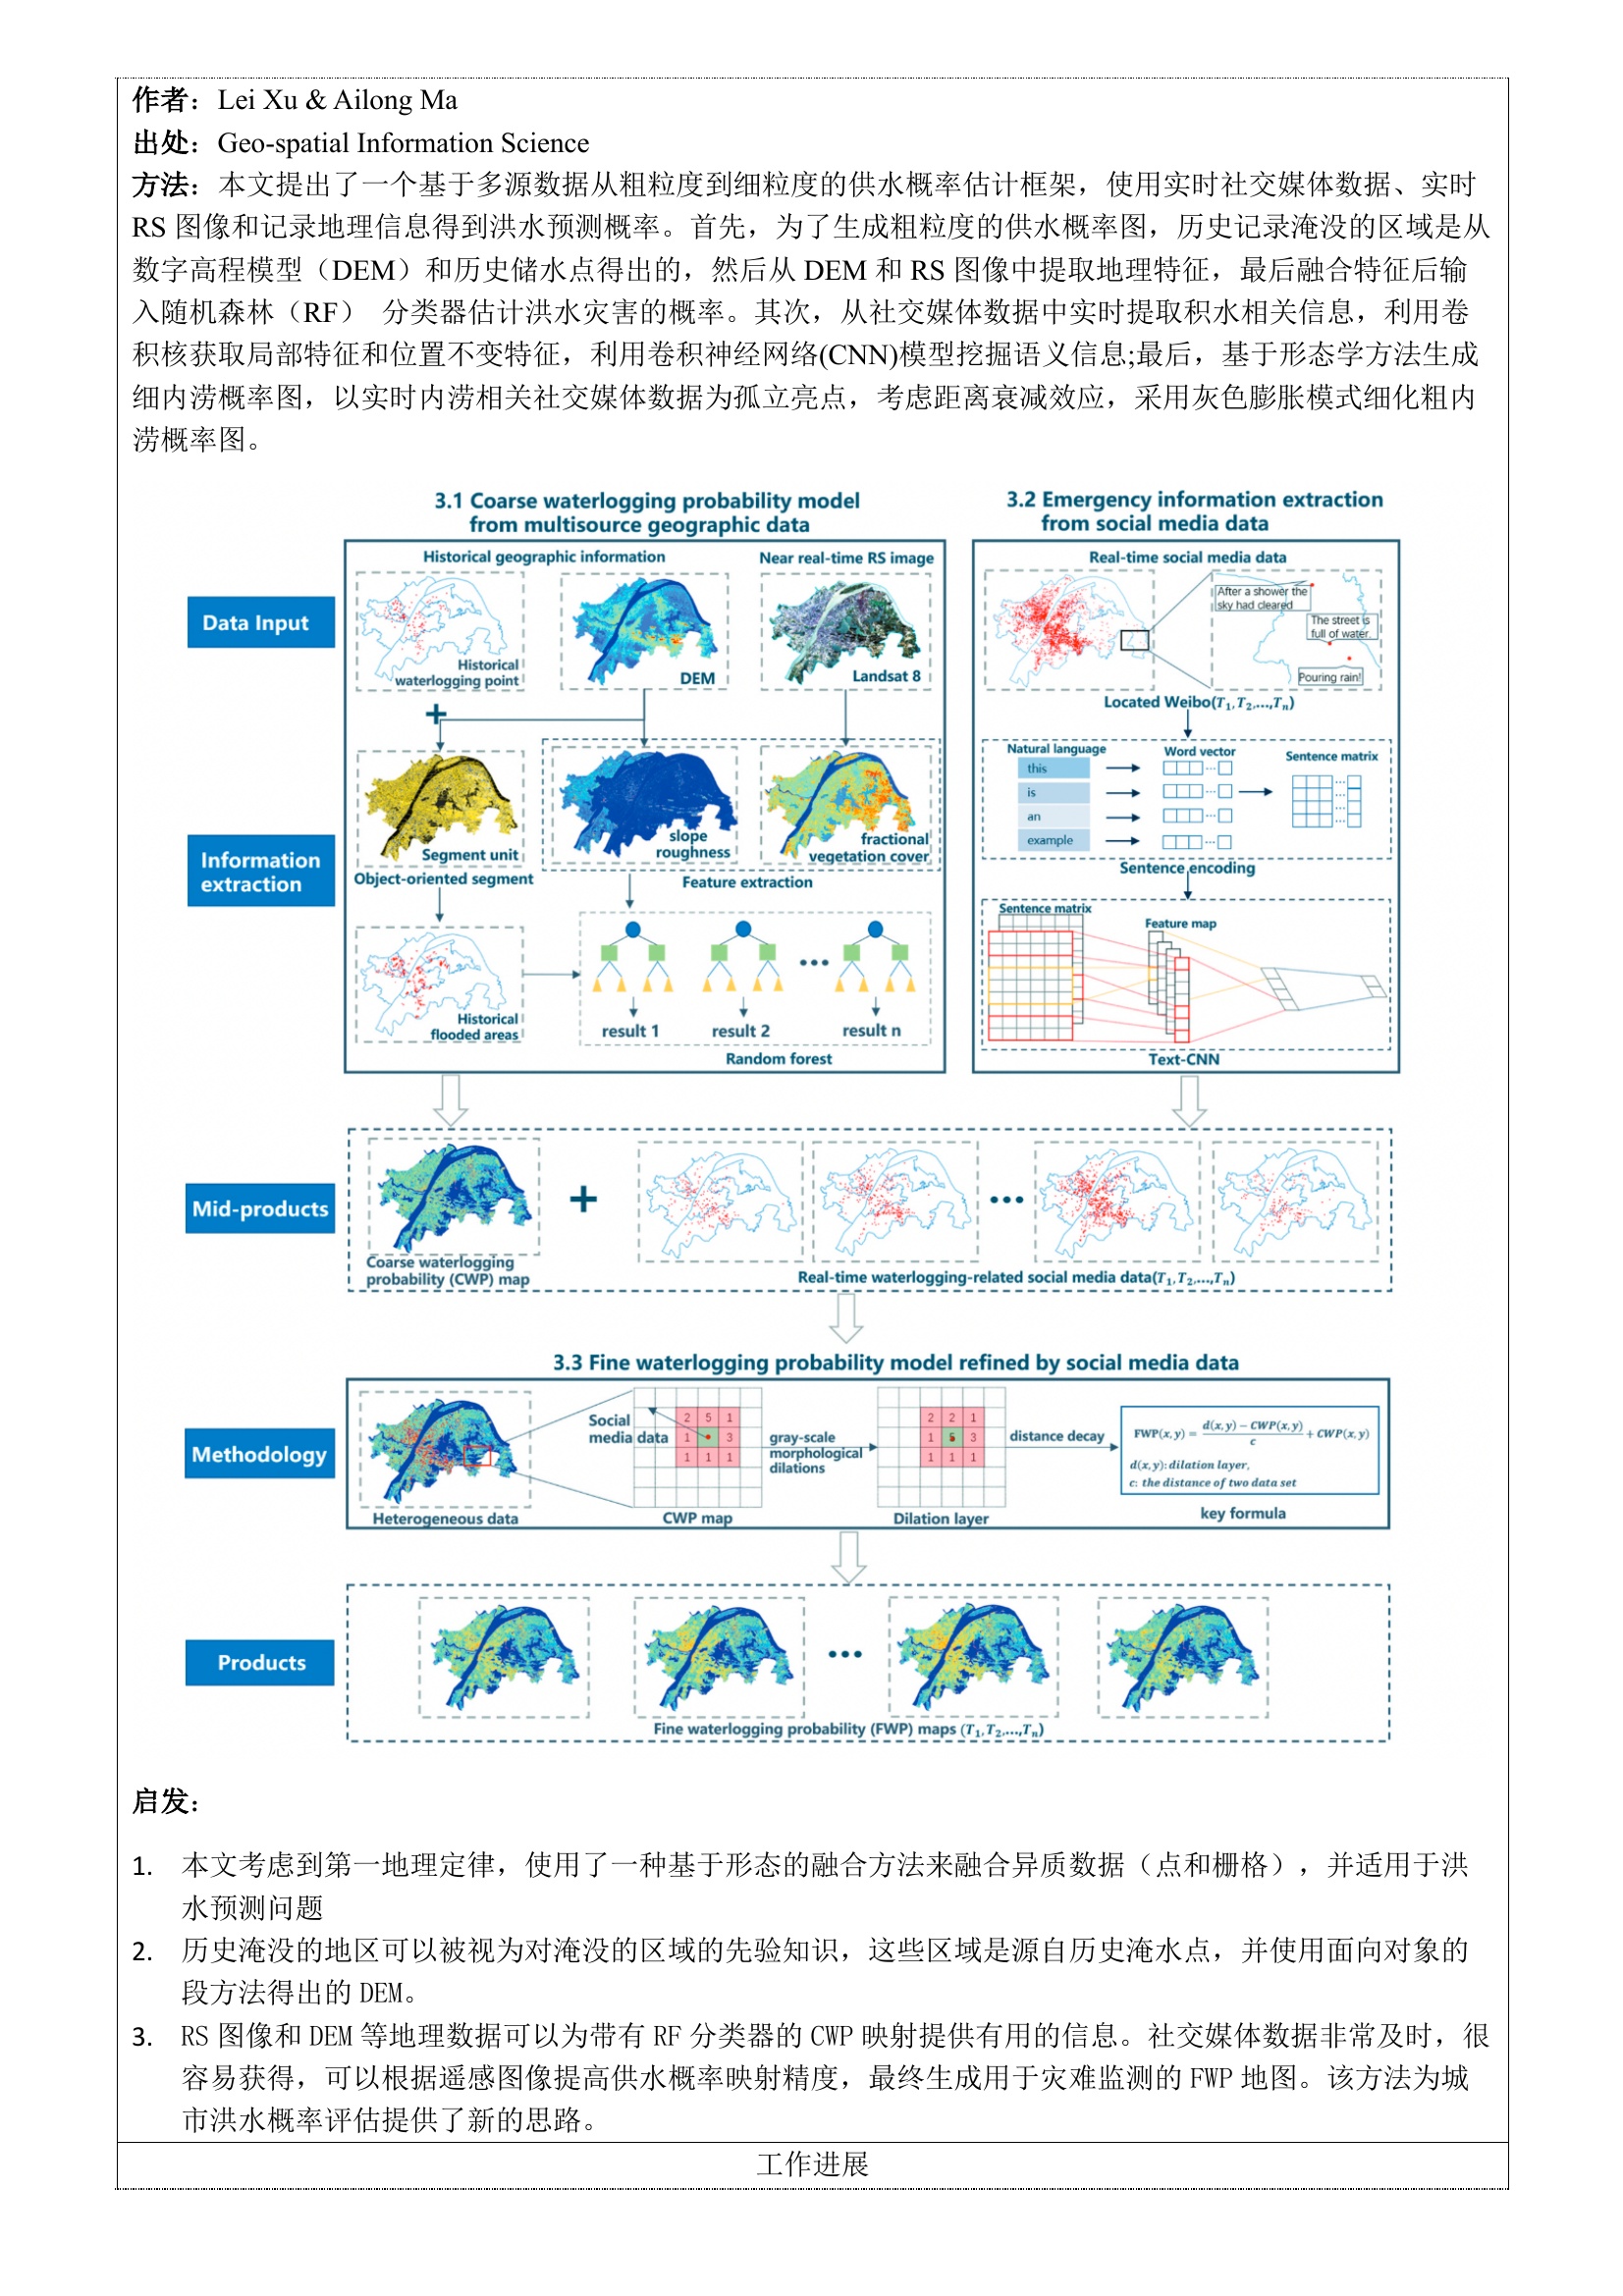 作者：Lei Xu & Ailong Ma
出处：Geo-spatial Information Science
方法：本文提出了一个基于多源数据从粗粒度到细粒度的供水概率估计框架，使用实时社交媒体数据、实时
RS 图像和记录地理信息得到洪水预测概率。首先，为了生成粗粒度的供水概率图，历史记录淹没的区域是从
数字高程模型（DEM）和历史储水点得出的，然后从 DEM 和 RS 图像中提取地理特征，最后融合特征后输
入随机森林（RF） 分类器估计洪水灾害的概率。其次，从社交媒体数据中实时提取积水相关信息，利用卷
积核获取局部特征和位置不变特征，利用卷积神经网络(CNN)模型挖掘语义信息;最后，基于形态学方法生成
细内涝概率图，以实时内涝相关社交媒体数据为孤立亮点，考虑距离衰减效应，采用灰色膨胀模式细化粗内
涝概率图。
3.1 Coarse waterlogging probability model
from multisource geographic data
3.2 Emergency information extraction
from social media data
Data Input
Historical geographic information
Near real-time RS image
Historical
waterlogging point
DEM
Landsat 8
+
Real-time social media data
After a shower the
sky had cleared
The street is
full of water.
Pouring rain!
Located Weibo(T1,T2,...,Tn)
Information
extraction
Segment unit
Object-oriented segment
slope
roughness
fractional
vegetation cover
Feature extraction
Historical
flooded areas
result 1
result 2
...
result n
Random forest
Natural language
Word vector
Sentence matrix
this
is
an
example
Sentence encoding
Sentence matrix
Feature map
Text-CNN
Mid-products
Coarse waterlogging
probability (CWP) map
+
...
Real-time waterlogging-related social media data(T1,T2,...,Tn)
3.3 Fine waterlogging probability model refined by social media data
Methodology
Heterogeneous data
Social
media data
2 5 1
1 3
1 1 1
CWP map
gray-scale
morphological
dilations
2 2 1
1 5 3
1 1 1
Dilation layer
distance decay
FWP(x,y) = (d(x,y) − CWP(x,y))/c + CWP(x,y)
d(x,y): dilation layer,
c: the distance of two data set
key formula
Products
...
Fine waterlogging probability (FWP) maps (T1,T2,...,Tn)
启发：
1. 本文考虑到第一地理定律，使用了一种基于形态的融合方法来融合异质数据（点和栅格），并适用于洪
水预测问题
2. 历史淹没的地区可以被视为对淹没的区域的先验知识，这些区域是源自历史淹水点，并使用面向对象的
段方法得出的 DEM。
3. RS 图像和 DEM 等地理数据可以为带有 RF 分类器的 CWP 映射提供有用的信息。社交媒体数据非常及时，很
容易获得，可以根据遥感图像提高供水概率映射精度，最终生成用于灾难监测的 FWP 地图。该方法为城
市洪水概率评估提供了新的思路。
工作进展